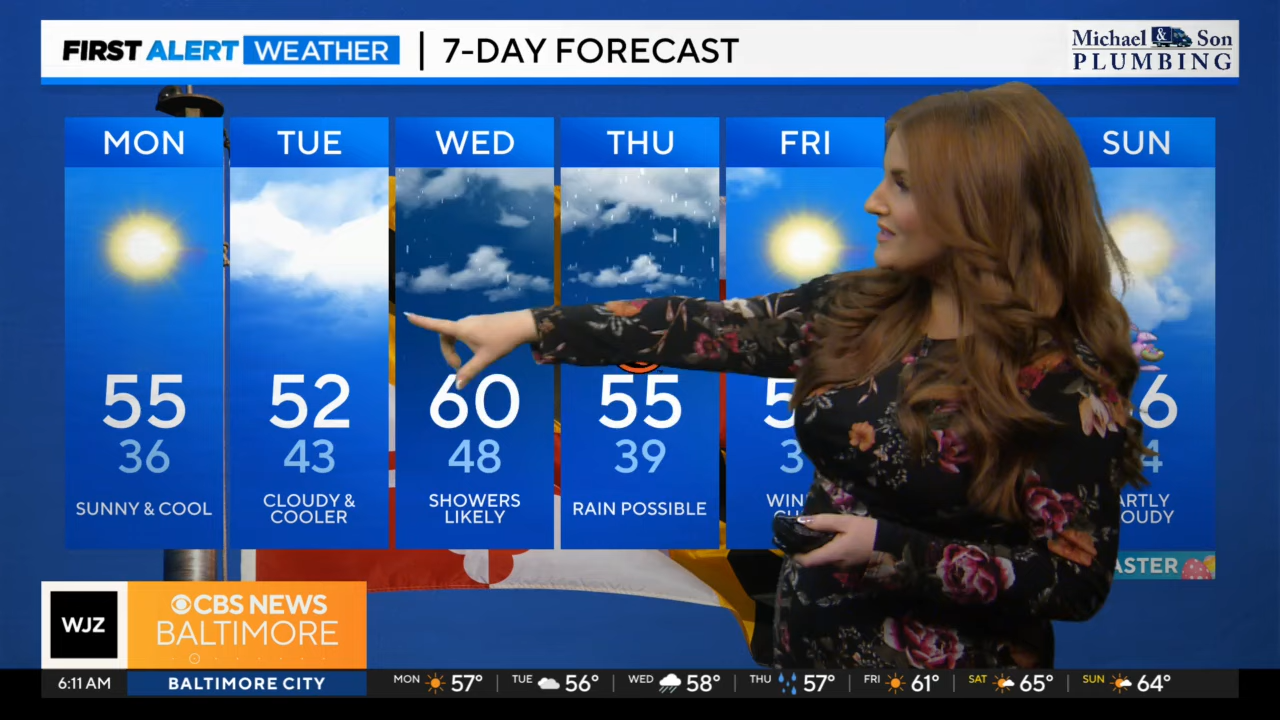 FIRST ALERT WEATHER | 7-DAY FORECAST
Michael & Son
PLUMBING
MON TUE WED THU FRI SUN
55 52 60 55
36 43 48 39
SUNNY & COOL
CLOUDY &
COOLER
SHOWERS
LIKELY
RAIN POSSIBLE
WJZ
CBS NEWS
BALTIMORE
6:11 AM
BALTIMORE CITY
MON 57° | TUE 56° | WED 58° | THU 57° | FRI 61° | SAT 65° | SUN 64°